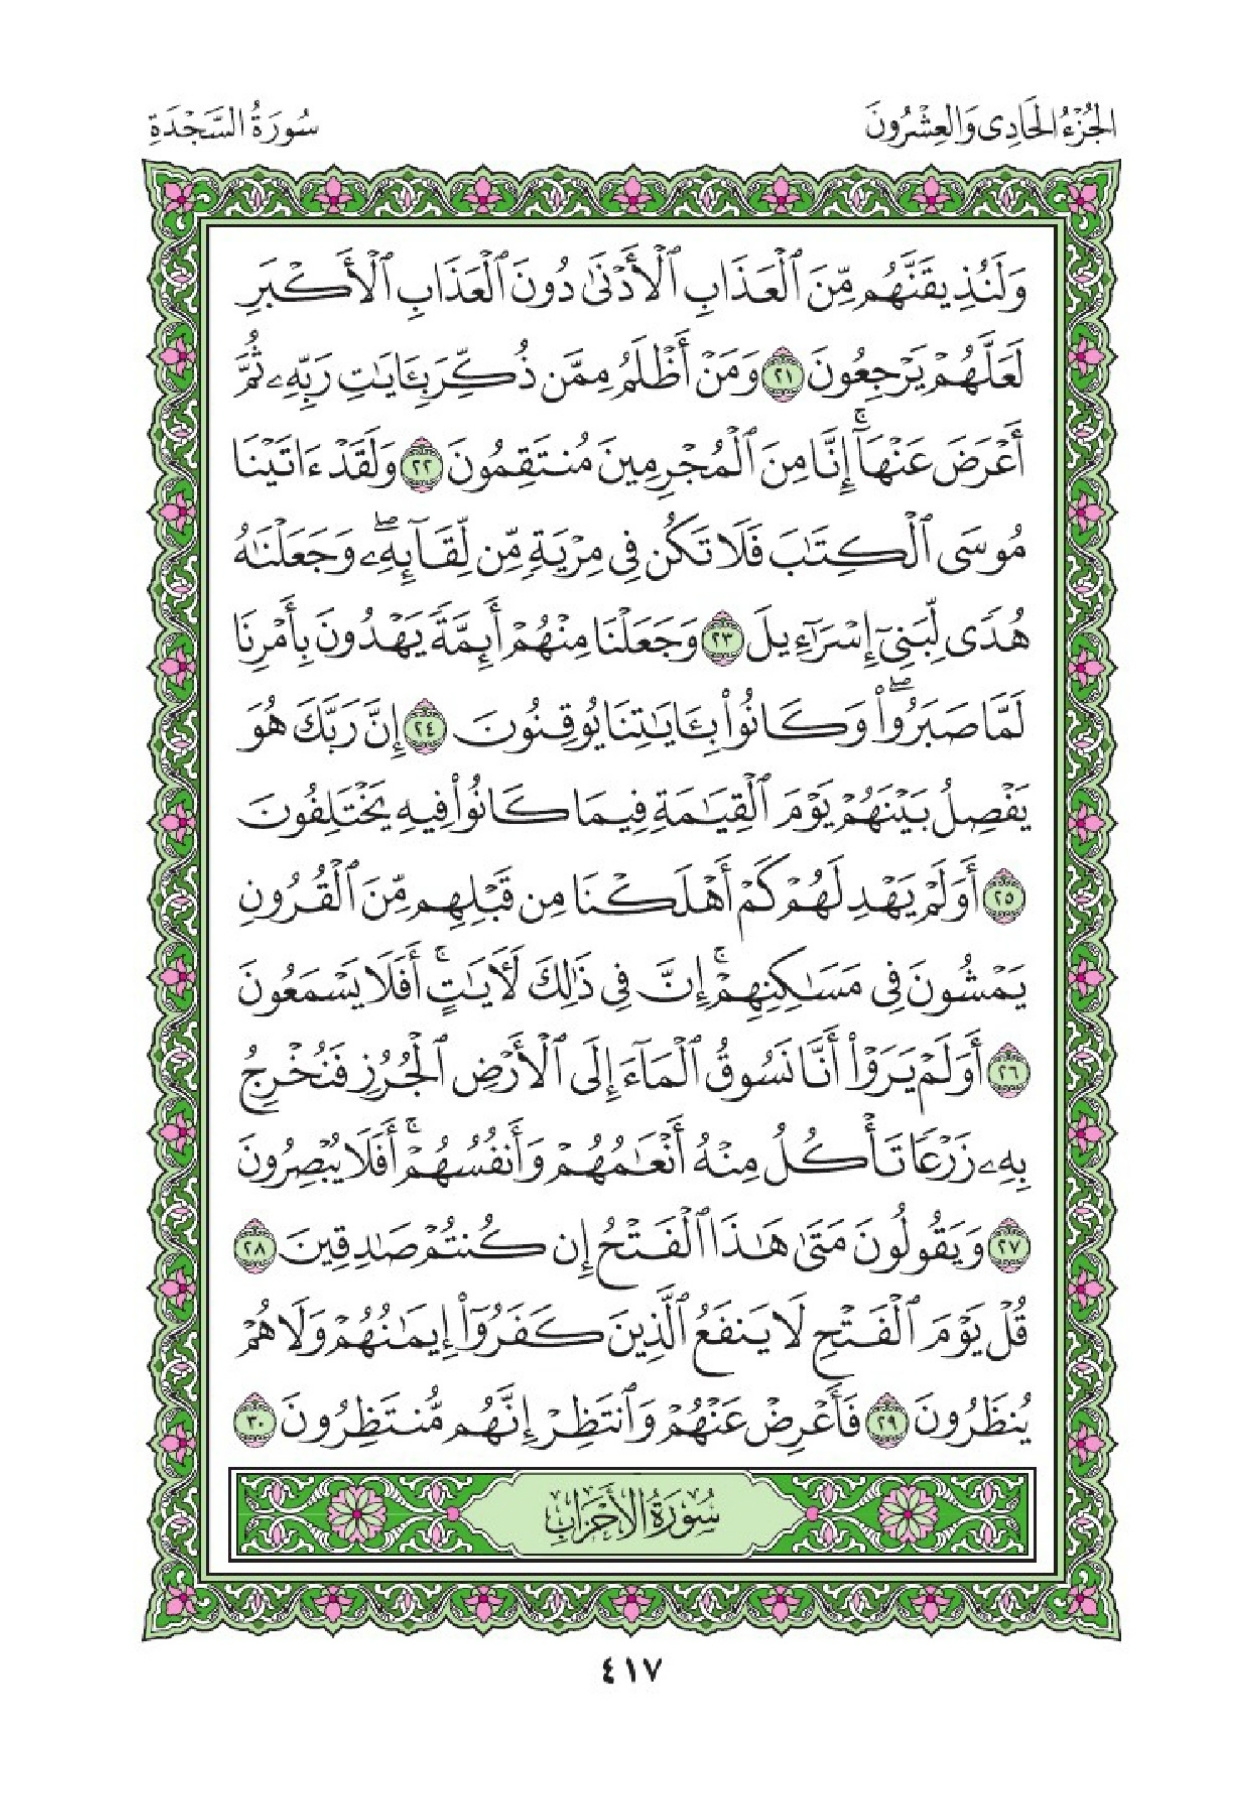 الجُزْءُ الحَادِى وَالعِشْرُونَ
سُورَةُ السَّجْدَةِ
وَلَنُذِيقَنَّهُم مِّنَ ٱلْعَذَابِ ٱلْأَدْنَىٰ دُونَ ٱلْعَذَابِ ٱلْأَكْبَرِ
لَعَلَّهُمْ يَرْجِعُونَ ٢١ وَمَنْ أَظْلَمُ مِمَّن ذُكِّرَ بِـَٔايَٰتِ رَبِّهِۦ ثُمَّ
أَعْرَضَ عَنْهَآ ۚ إِنَّا مِنَ ٱلْمُجْرِمِينَ مُنتَقِمُونَ ٢٢ وَلَقَدْ ءَاتَيْنَا
مُوسَى ٱلْكِتَٰبَ فَلَا تَكُن فِى مِرْيَةٍ مِّن لِّقَآئِهِۦ ۖ وَجَعَلْنَٰهُ
هُدًى لِّبَنِىٓ إِسْرَٰٓءِيلَ ٢٣ وَجَعَلْنَا مِنْهُمْ أَئِمَّةً يَهْدُونَ بِأَمْرِنَا
لَمَّا صَبَرُوا۟ ۖ وَكَانُوا۟ بِـَٔايَٰتِنَا يُوقِنُونَ ٢٤ إِنَّ رَبَّكَ هُوَ
يَفْصِلُ بَيْنَهُمْ يَوْمَ ٱلْقِيَٰمَةِ فِيمَا كَانُوا۟ فِيهِ يَخْتَلِفُونَ
٢٥ أَوَلَمْ يَهْدِ لَهُمْ كَمْ أَهْلَكْنَا مِن قَبْلِهِم مِّنَ ٱلْقُرُونِ
يَمْشُونَ فِى مَسَٰكِنِهِمْ ۚ إِنَّ فِى ذَٰلِكَ لَـَٔايَٰتٍ ۖ أَفَلَا يَسْمَعُونَ
٢٦ أَوَلَمْ يَرَوْا۟ أَنَّا نَسُوقُ ٱلْمَآءَ إِلَى ٱلْأَرْضِ ٱلْجُرُزِ فَنُخْرِجُ
بِهِۦ زَرْعًا تَأْكُلُ مِنْهُ أَنْعَٰمُهُمْ وَأَنفُسُهُمْ ۚ أَفَلَا يُبْصِرُونَ
٢٧ وَيَقُولُونَ مَتَىٰ هَٰذَا ٱلْفَتْحُ إِن كُنتُمْ صَٰدِقِينَ ٢٨
قُلْ يَوْمَ ٱلْفَتْحِ لَا يَنفَعُ ٱلَّذِينَ كَفَرُوٓا۟ إِيمَٰنُهُمْ وَلَا هُمْ
يُنظَرُونَ ٢٩ فَأَعْرِضْ عَنْهُمْ وَٱنتَظِرْ إِنَّهُم مُّنتَظِرُونَ ٣٠
سُورَةُ الأَحْزَابِ
٤١٧